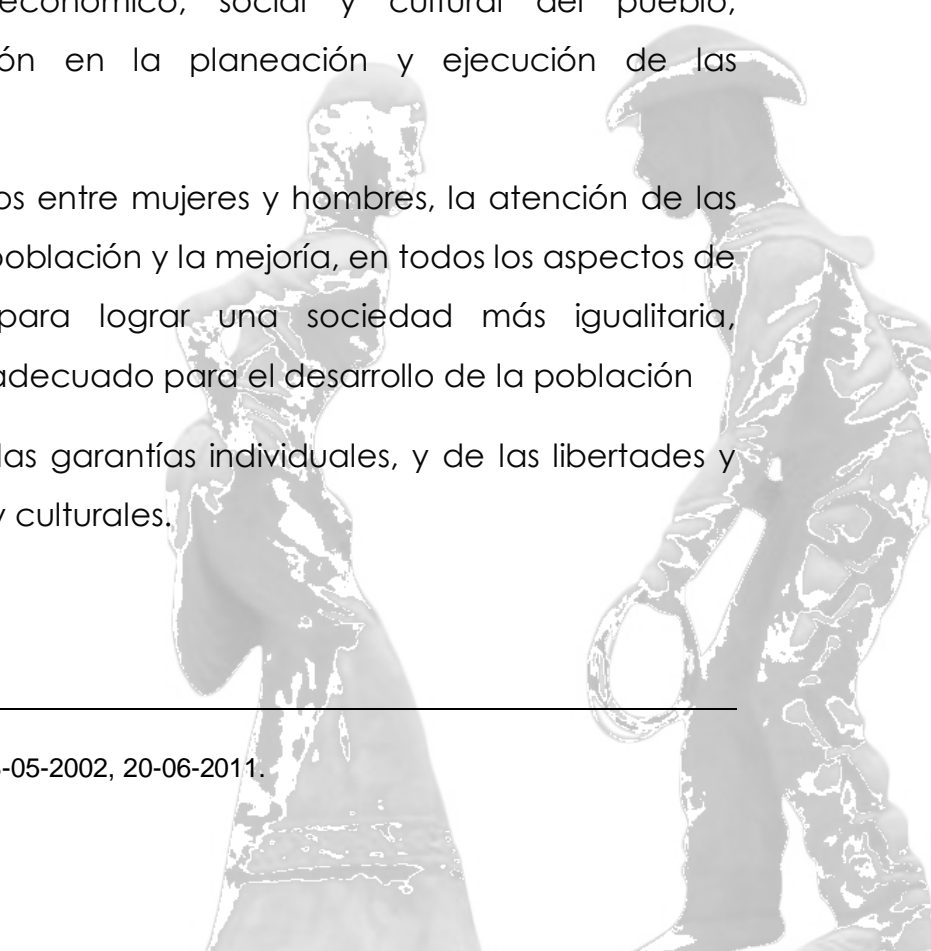 económico, social y cultural del pueblo,
ón en la planeación y ejecución de las
os entre mujeres y hombres, la atención de las
población y la mejoría, en todos los aspectos de
para lograr una sociedad más igualitaria,
adecuado para el desarrollo de la población
las garantías individuales, y de las libertades y
y culturales.
-05-2002, 20-06-2011.